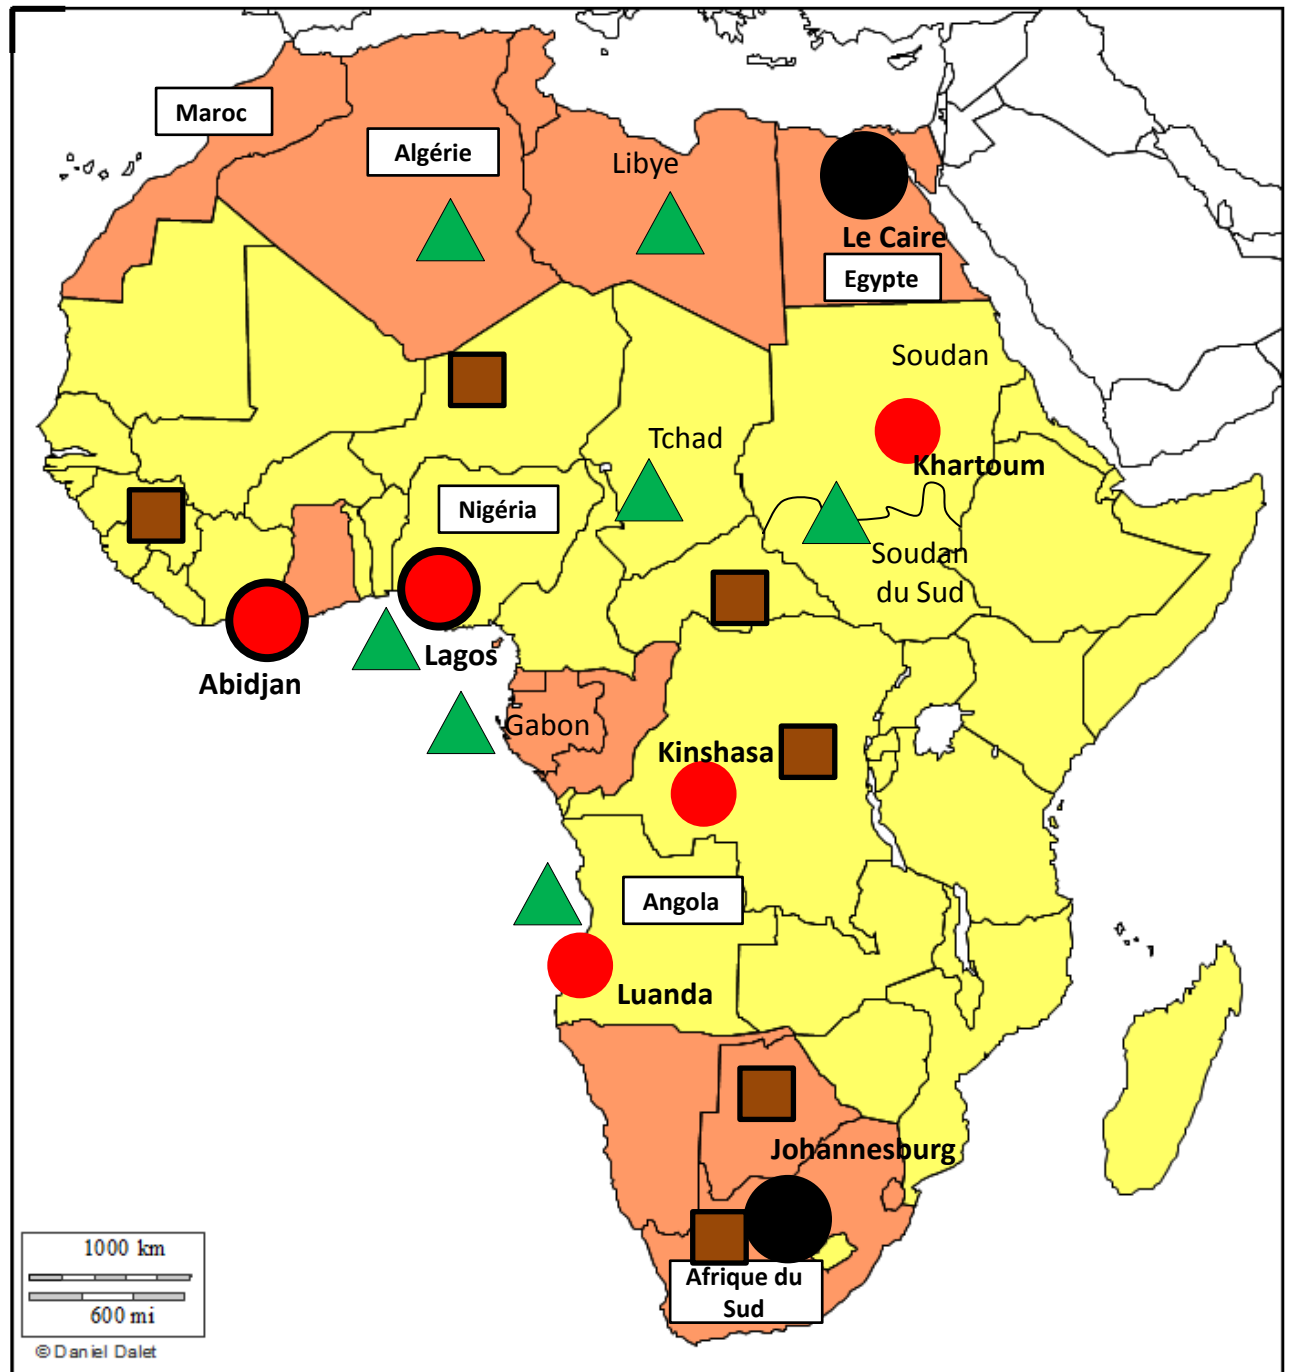 Maroc
Algérie
Libye
Le Caire
Egypte
Soudan
Tchad
Khartoum
Nigéria
Soudan
du Sud
Lagos
Abidjan
Gabon
Kinshasa
Angola
Luanda
Johannesburg
Afrique du
Sud
1000 km
600 mi
©Daniel Dalet